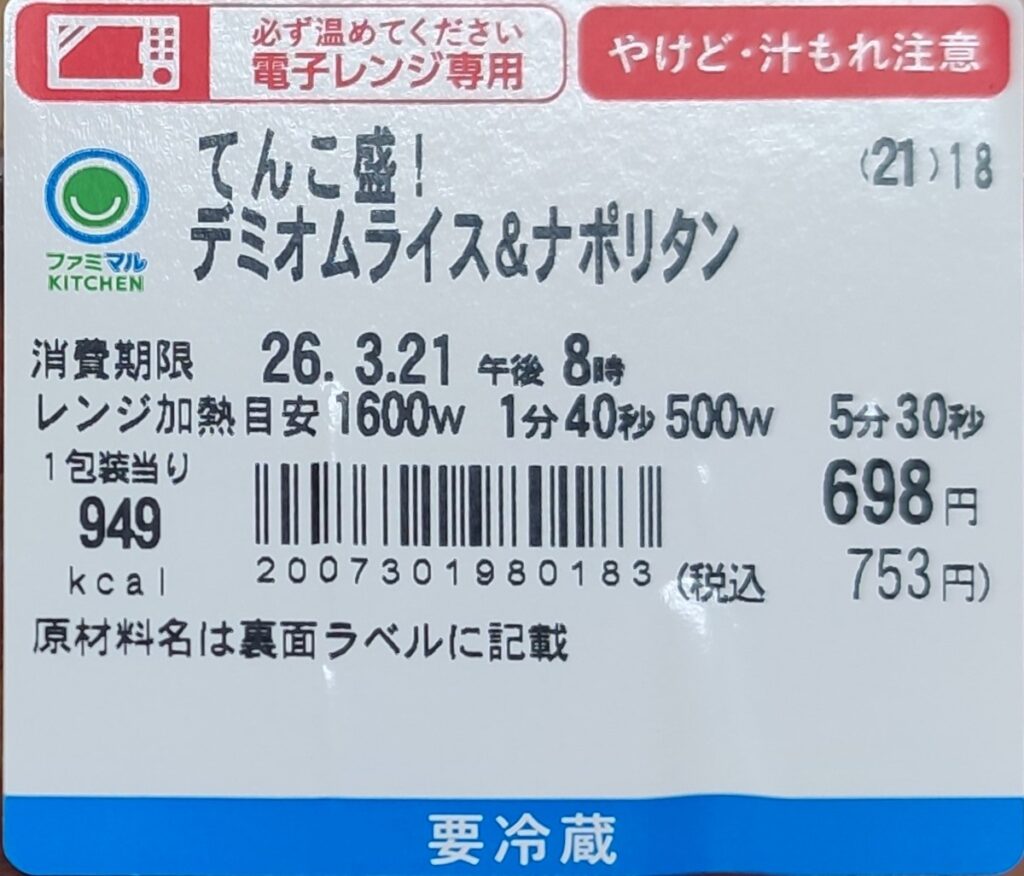 必ず温めてください
電子レンジ専用
やけど・汁もれ注意
てんこ盛!
(21)18
デミオムライス&ナポリタン
ファミマル
KITCHEN
消費期限 26. 3.21 午後 8時
レンジ加熱目安 1600W 1分40秒 500W 5分30秒
1包装当り
949
kcal
2007301980183
698円
(税込 753円)
原材料名は裏面ラベルに記載
要冷蔵